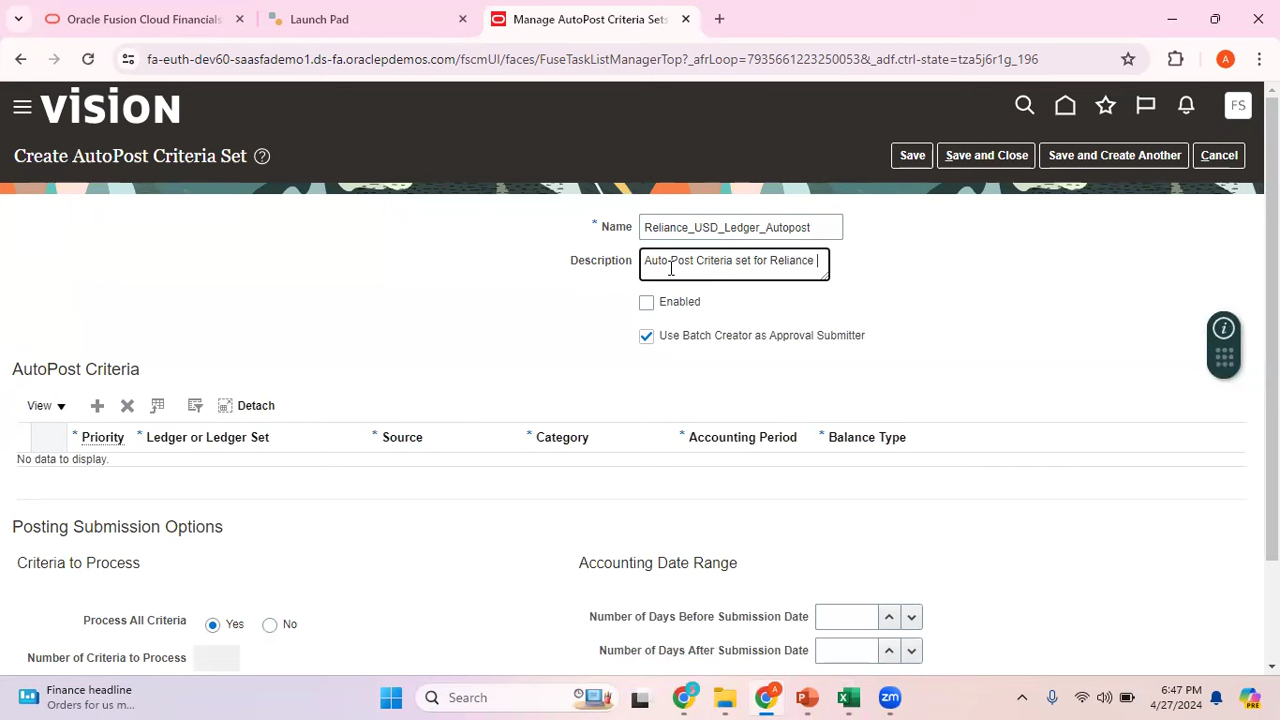 Oracle Fusion Cloud Financials
Launch Pad
Manage AutoPost Criteria Sets
fa-euth-dev60-saasfademo1.ds-fa.oraclepdemos.com/fscmUI/faces/FuseTaskListManagerTop?_afrLoop=7935661223250053&_adf.ctrl-state=tza5j6r1g_196
A
vision
FS
Create AutoPost Criteria Set
Save
Save and Close
Save and Create Another
Cancel
* Name Reliance_USD_Ledger_Autopost
Description Auto-Post Criteria set for Reliance
Enabled
Use Batch Creator as Approval Submitter
AutoPost Criteria
View
Detach
* Priority * Ledger or Ledger Set * Source * Category * Accounting Period * Balance Type
No data to display.
Posting Submission Options
Criteria to Process
Accounting Date Range
Process All Criteria Yes No
Number of Days Before Submission Date
Number of Criteria to Process
Number of Days After Submission Date
Finance headline
Orders for us m...
Search
6:47 PM
4/27/2024